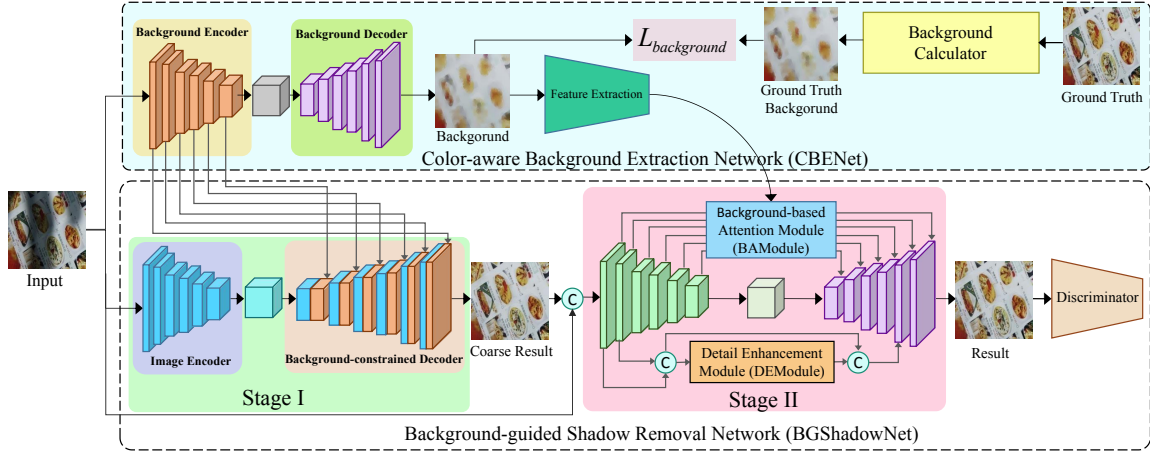 Background Encoder
Background Decoder
L background
Background
Calculator
Ground Truth
Backgorund
Ground Truth
Feature Extraction
Backgorund
Color-aware Background Extraction Network (CBENet)
Input
Image Encoder
Background-constrained Decoder
Stage I
Coarse Result
C
Background-based
Attention Module
(BAModule)
C
Detail Enhancement
Module (DEModule)
C
Stage II
Result
Discriminator
Background-guided Shadow Removal Network (BGShadowNet)